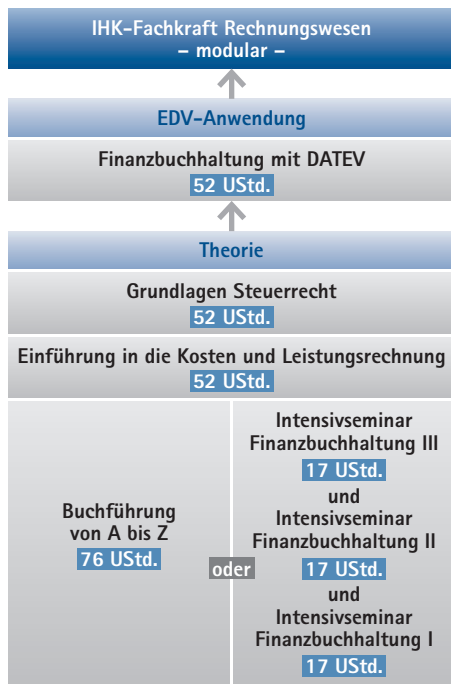 IHK-Fachkraft Rechnungswesen
– modular –
EDV-Anwendung
Finanzbuchhaltung mit DATEV
52 UStd.
Theorie
Grundlagen Steuerrecht
52 UStd.
Einführung in die Kosten und Leistungsrechnung
52 UStd.
Buchführung
von A bis Z
76 UStd.
oder
Intensivseminar
Finanzbuchhaltung III
17 UStd.
und
Intensivseminar
Finanzbuchhaltung II
17 UStd.
und
Intensivseminar
Finanzbuchhaltung I
17 UStd.